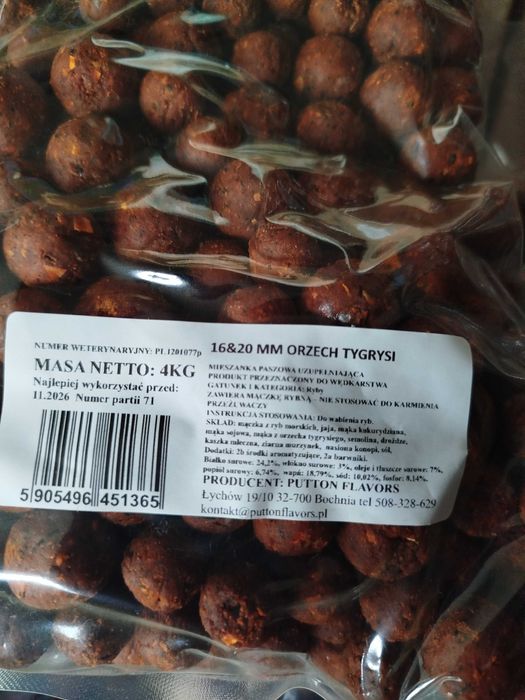 NUMER WETERYNARYJNY: PL1201077p
MASA NETTO: 4KG
Najlepiej wykorzystać przed:
11.2026 Numer partii 71
5 905496 451365
16&20 MM ORZECH TYGRYSI
MIESZANKA PASZOWA UZUPEŁNIAJĄCA
PRODUKT PRZEZNACZONY DO WĘDKARSTWA
GATUNEK I KATEGORIA: Ryby
ZAWIERA MĄCZKĘ RYBNĄ - NIE STOSOWAĆ DO KARMIENIA
PRZEŻUWACZY
INSTRUKCJA STOSOWANIA: Do wabienia ryb.
SKŁAD: mączka z ryb morskich, jaja, mąka kukurydziana,
mąka sojowa, mąka z orzecha tygrysiego, semolina, drożdże,
kaszka mleczna, ziarna murzynek, nasiona konopi, sól,
Dodatki: 2b środki aromatyzujące, 2a barwniki.
Białko surowe: 24,2%, włókno surowe: 3%, oleje i tłuszcze surowe: 7%,
popiół surowy: 6,74%, wapń: 18,79%, sód: 10,02%, fosfor: 8,14%.
PRODUCENT: PUTTON FLAVORS
Łychów 19/10 32-700 Bochnia tel 508-328-629
kontakt@puttonflavors.pl